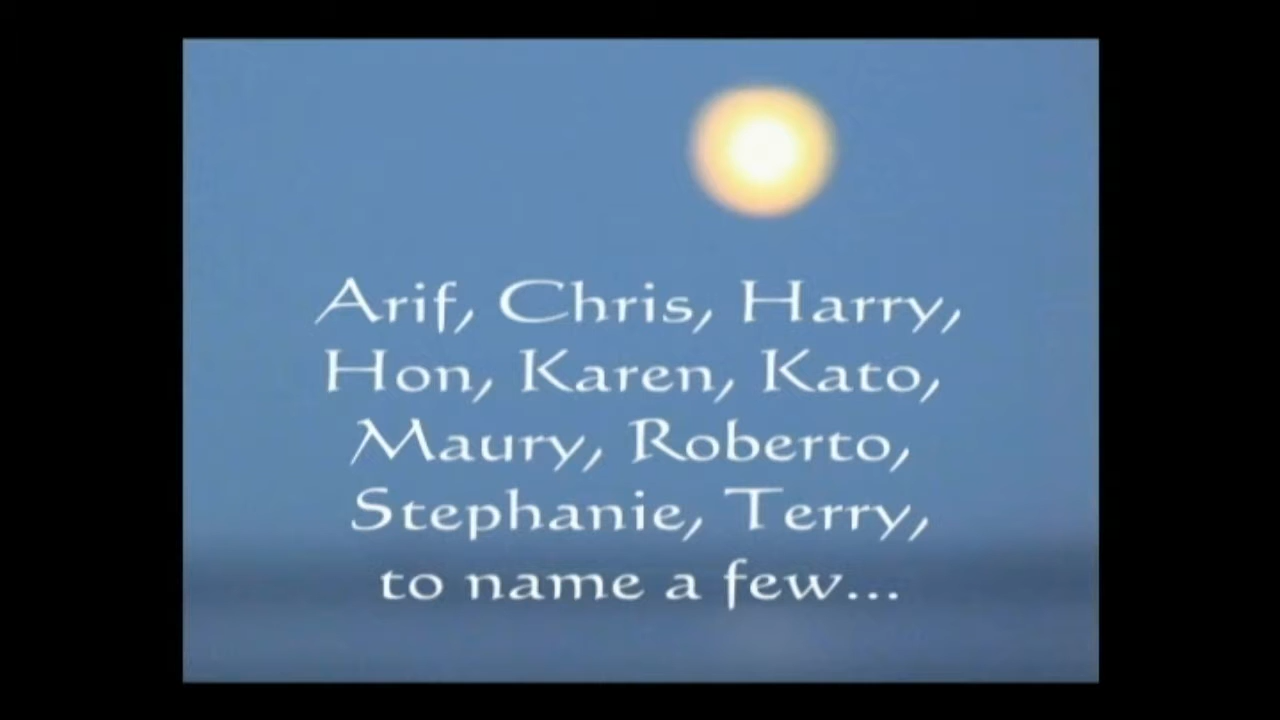 Arif, Chris, Harry,
Hon, Karen, Kato,
Maury, Roberto,
Stephanie, Terry,
to name a few...